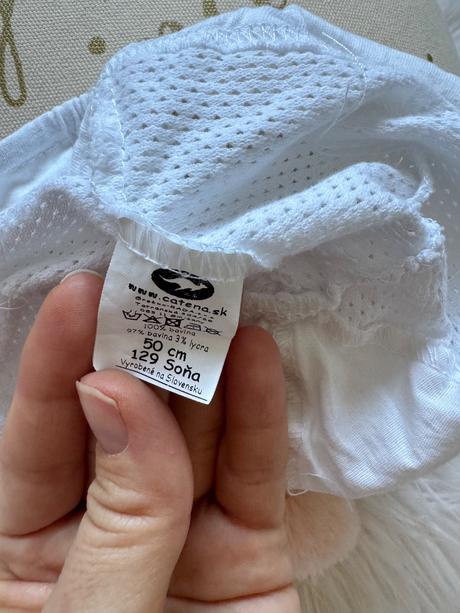 www.catena.sk
100% bavlna
97% bavlna 3% lycra
50 cm
129 Soňa
Vyrobené na Slovensku